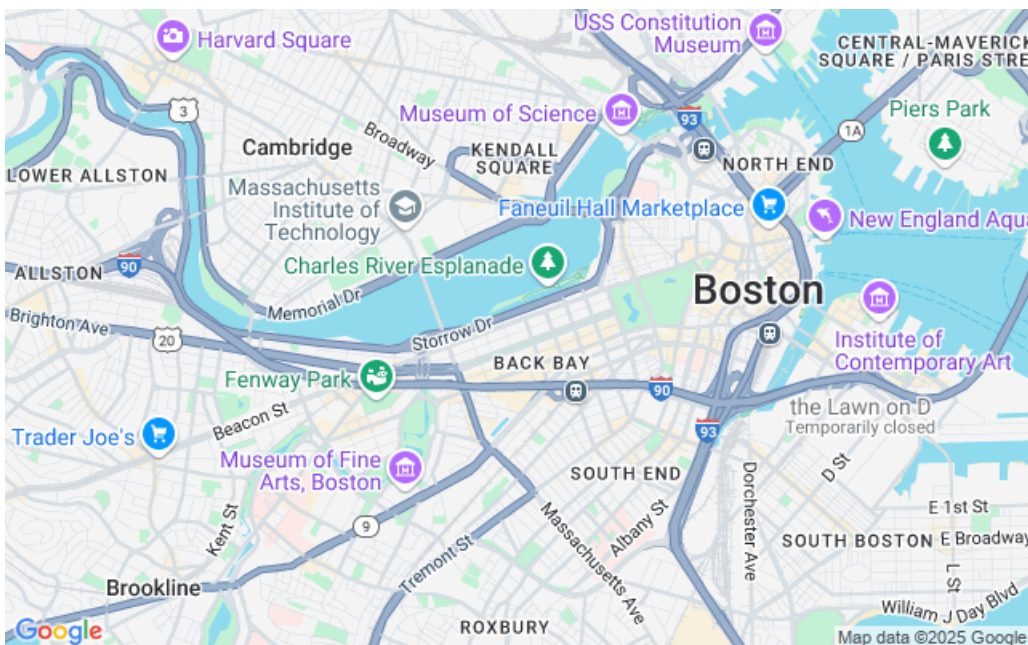 USS Constitution
Museum
Harvard Square
CENTRAL-MAVERICK
SQUARE / PARIS STRE
3
Museum of Science
93
Piers Park
1A
Broadway
Cambridge
KENDALL
SQUARE
NORTH END
LOWER ALLSTON
Massachusetts
Institute of
Technology
Faneuil Hall Marketplace
New England Aqua
ALLSTON
90
Charles River Esplanade
Boston
Memorial Dr
Brighton Ave
20
Storrow Dr
Institute of
Contemporary Art
BACK BAY
Fenway Park
90
Beacon St
the Lawn on D
Temporarily closed
Trader Joe's
93
Museum of Fine
Arts, Boston
SOUTH END
D St
Dorchester Ave
Kent St
9
Massachusetts Ave
Albany St
E 1st St
SOUTH BOSTON
E Broadway
Tremont St
L St
Brookline
William J Day Blvd
ROXBURY
Google
Map data ©2025 Google